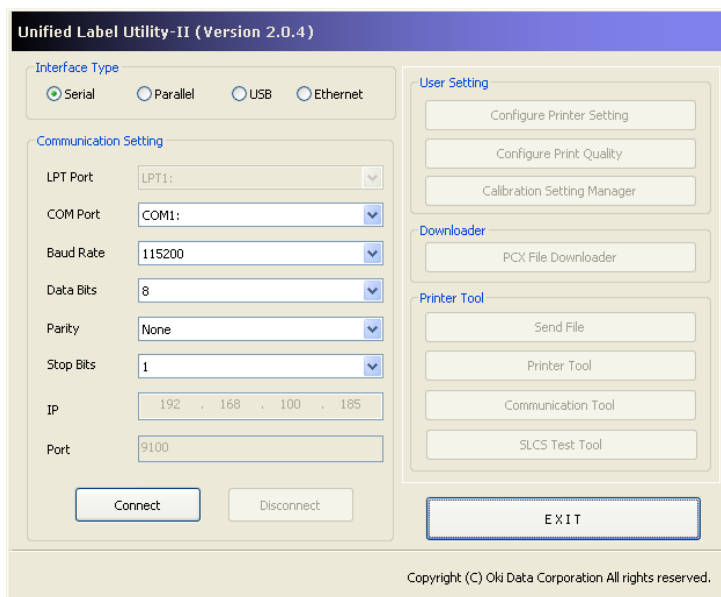 Unified Label Utility-II (Version 2.0.4)
Interface Type
Serial
Parallel
USB
Ethernet
Communication Setting
LPT Port
LPT1:
COM Port
COM1:
Baud Rate
115200
Data Bits
8
Parity
None
Stop Bits
1
IP
192 . 168 . 100 . 185
Port
9100
Connect
Disconnect
User Setting
Configure Printer Setting
Configure Print Quality
Calibration Setting Manager
Downloader
PCX File Downloader
Printer Tool
Send File
Printer Tool
Communication Tool
SLCS Test Tool
EXIT
Copyright (C) Oki Data Corporation All rights reserved.